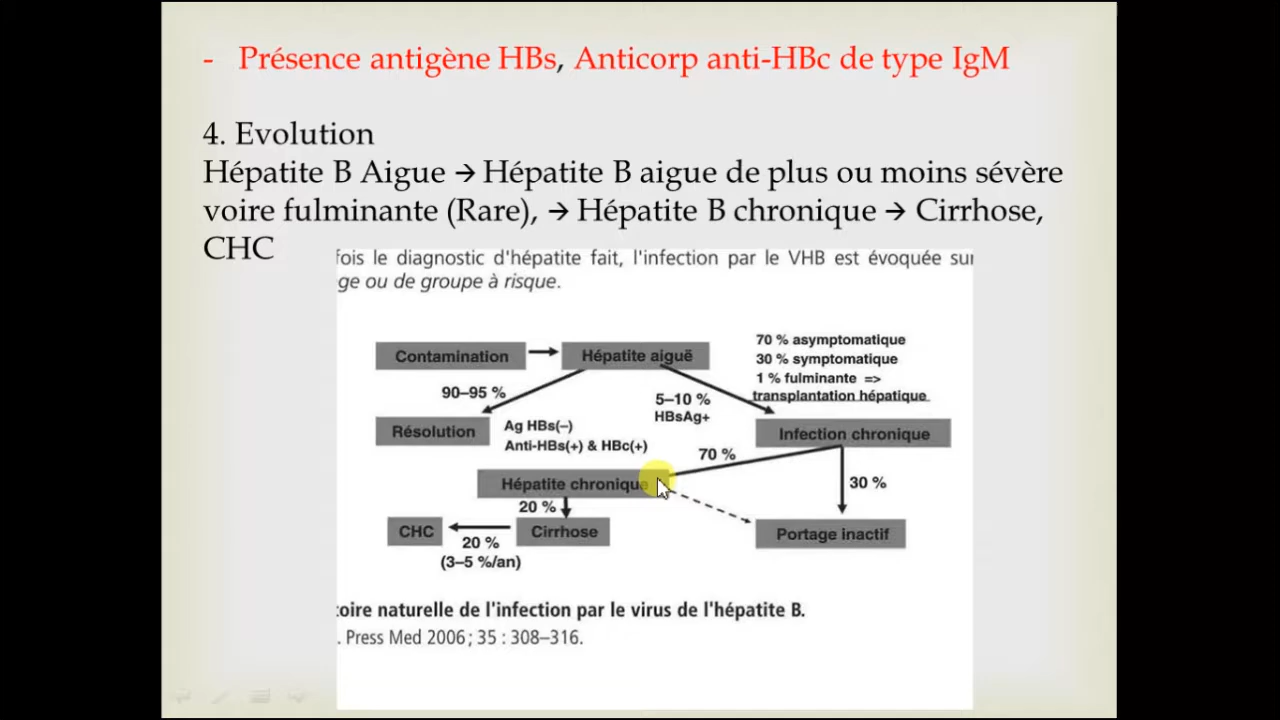 - Présence antigène HBs, Anticorp anti-HBc de type IgM
4. Evolution
Hépatite B Aigue → Hépatite B aigue de plus ou moins sévère
voire fulminante (Rare), → Hépatite B chronique → Cirrhose,
CHC
fois le diagnostic d'hépatite fait, l'infection par le VHB est évoquée sur
ge ou de groupe à risque.
70 % asymptomatique
30 % symptomatique
1 % fulminante =>
transplantation hépatique
Contamination
Hépatite aiguë
90–95 %
5–10 %
HBsAg+
Résolution
Ag HBs(–)
Anti-HBs(+) & HBc(+)
Infection chronique
70 %
30 %
Hépatite chronique
20 %
CHC
Cirrhose
Portage inactif
20 %
(3–5 %/an)
toire naturelle de l'infection par le virus de l'hépatite B.
. Press Med 2006 ; 35 : 308–316.